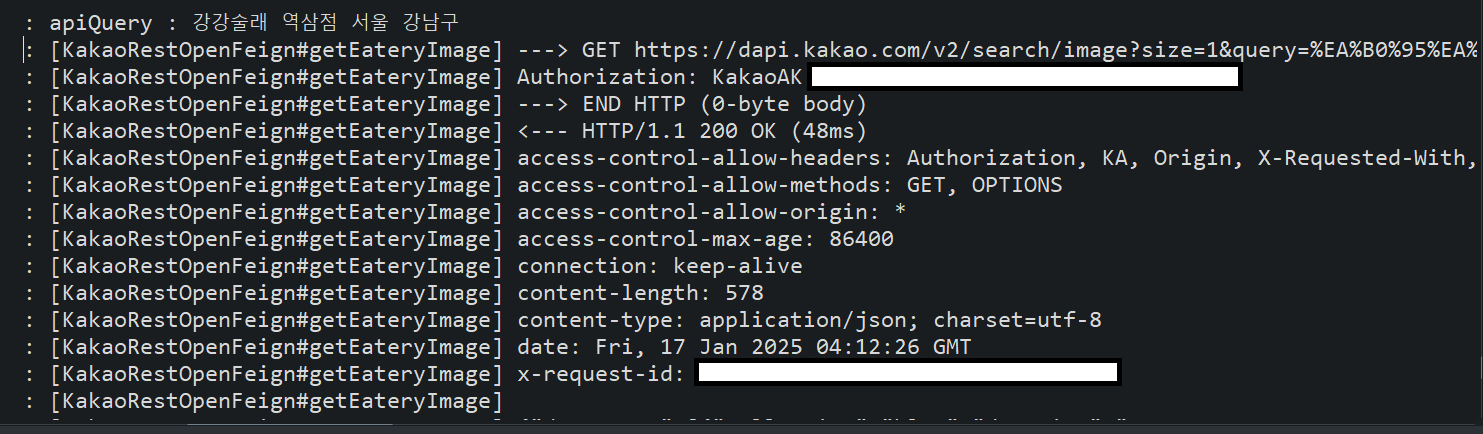 : apiQuery : 강강술래 역삼점 서울 강남구
: [KakaoRestOpenFeign#getEateryImage] ---> GET https://dapi.kakao.com/v2/search/image?size=1&query=%EA%B0%95%EA%
: [KakaoRestOpenFeign#getEateryImage] Authorization: KakaoAK
: [KakaoRestOpenFeign#getEateryImage] ---> END HTTP (0-byte body)
: [KakaoRestOpenFeign#getEateryImage] <--- HTTP/1.1 200 OK (48ms)
: [KakaoRestOpenFeign#getEateryImage] access-control-allow-headers: Authorization, KA, Origin, X-Requested-With,
: [KakaoRestOpenFeign#getEateryImage] access-control-allow-methods: GET, OPTIONS
: [KakaoRestOpenFeign#getEateryImage] access-control-allow-origin: *
: [KakaoRestOpenFeign#getEateryImage] access-control-max-age: 86400
: [KakaoRestOpenFeign#getEateryImage] connection: keep-alive
: [KakaoRestOpenFeign#getEateryImage] content-length: 578
: [KakaoRestOpenFeign#getEateryImage] content-type: application/json; charset=utf-8
: [KakaoRestOpenFeign#getEateryImage] date: Fri, 17 Jan 2025 04:12:26 GMT
: [KakaoRestOpenFeign#getEateryImage] x-request-id:
: [KakaoRestOpenFeign#getEateryImage]